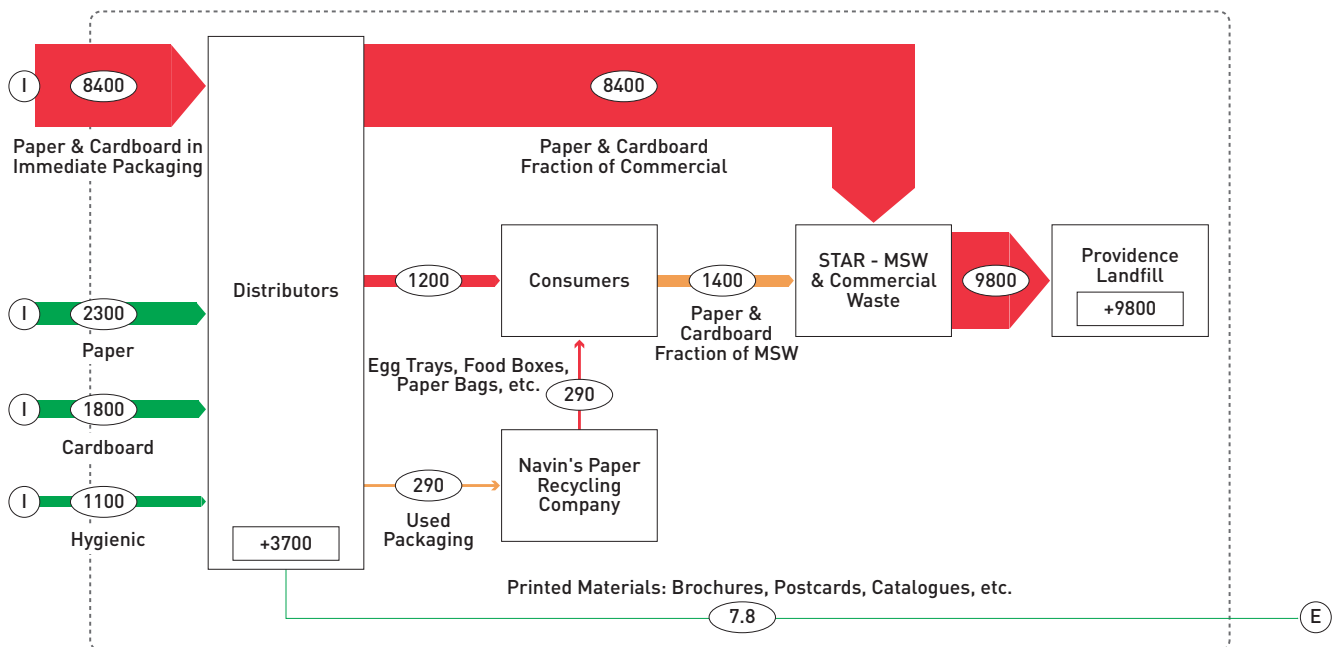 I
8400
Paper & Cardboard in
Immediate Packaging
8400
Paper & Cardboard
Fraction of Commercial
I
2300
Paper
I
1800
Cardboard
I
1100
Hygienic
Distributors
+3700
1200
Consumers
1400
Paper &
Cardboard
Fraction of MSW
STAR - MSW
& Commercial
Waste
9800
Providence
Landfill
+9800
Egg Trays, Food Boxes,
Paper Bags, etc.
290
290
Used
Packaging
Navin's Paper
Recycling
Company
Printed Materials: Brochures, Postcards, Catalogues, etc.
7.8
E